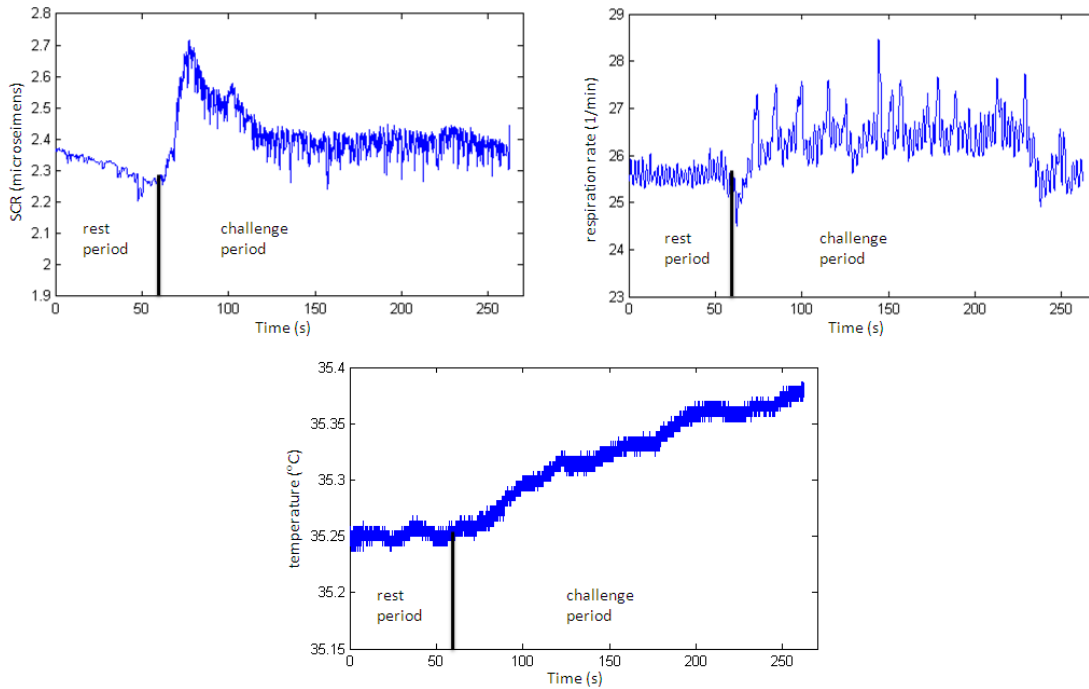 2.8
2.7
2.6
2.5
2.4
2.3
2.2
2.1
2
1.9
SCR (microseimens)
rest
period
challenge
period
0 50 100 150 200 250
Time (s)
29
28
27
26
25
24
23
respiration rate (1/min)
rest
period
challenge
period
0 50 100 150 200 250
Time (s)
35.4
35.35
35.3
35.25
35.2
35.15
temperature (°C)
rest
period
challenge
period
0 50 100 150 200 250
Time (s)